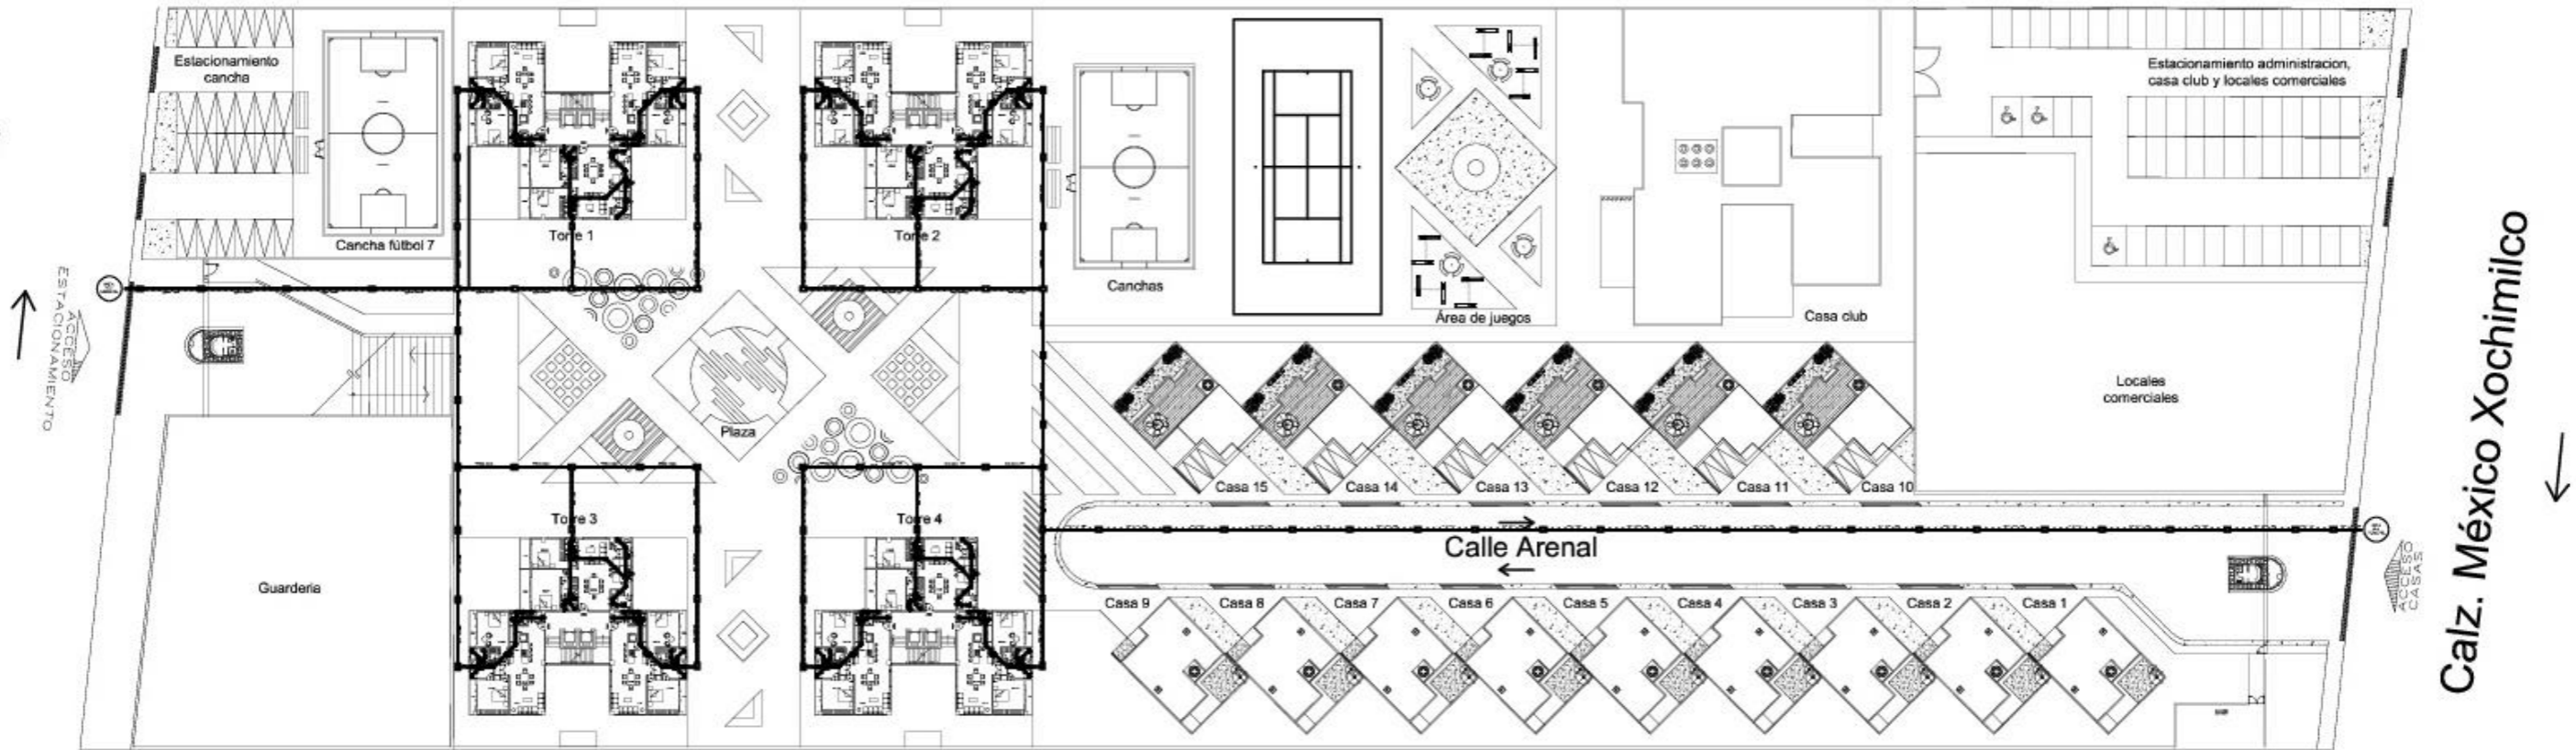 Estacionamiento
cancha
Cancha fútbol 7
Torre 1
Torre 2
Canchas
Área de juegos
Casa club
Estacionamiento administracion,
casa club y locales comerciales
Locales
comerciales
ACCESO
ESTACIONAMIENTO
Plaza
Casa 15
Casa 14
Casa 13
Casa 12
Casa 11
Casa 10
Torre 3
Torre 4
Calle Arenal
Guarderia
Casa 9
Casa 8
Casa 7
Casa 6
Casa 5
Casa 4
Casa 3
Casa 2
Casa 1
ACCESO
CASAS
Calz. México Xochimilco